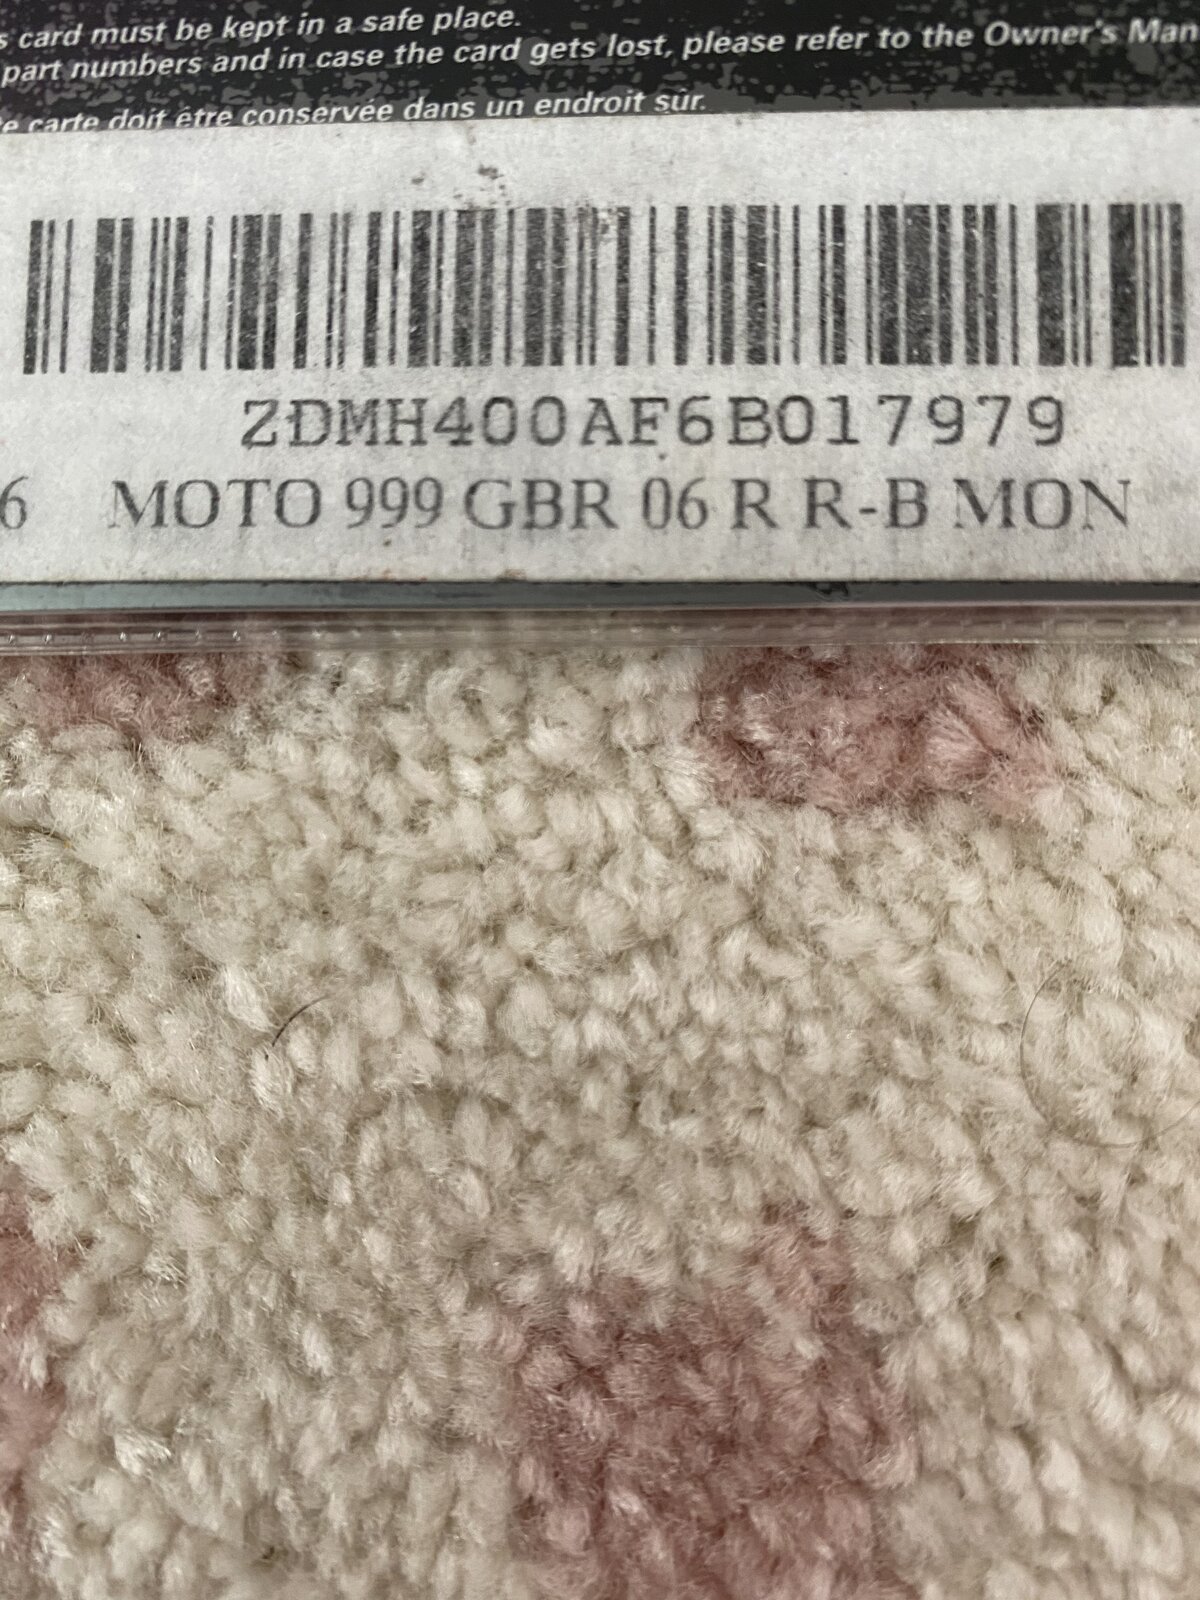 s card must be kept in a safe place.
part numbers and in case the card gets lost, please refer to the Owner's Man
e carte doit être conservée dans un endroit sûr.
ZDMH400AF6B017979
6 MOTO 999 GBR 06 R R-B MON